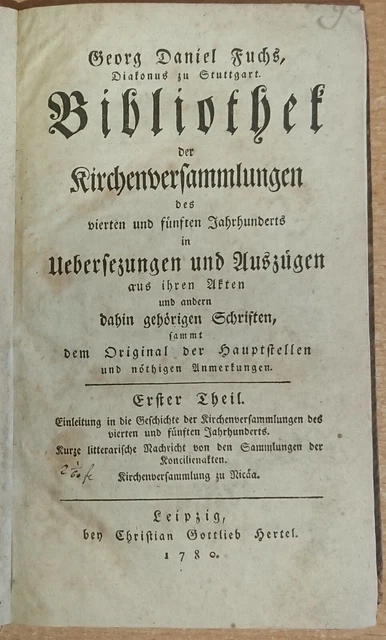 Georg Daniel Fuchs,
Diakonus zu Stuttgart.
Bibliothek
der
Kirchenversammlungen
des
vierten und fünften Jahrhunderts
in
Uebersezungen und Auszügen
aus ihren Akten
und andern
dahin gehörigen Schriften,
sammt
dem Original der Hauptstellen
und nöthigen Anmerkungen.
Erster Theil.
Einleitung in die Geschichte der Kirchenversammlungen des
vierten und fünften Jahrhunderts.
Kurze litterarische Nachricht von den Sammlungen der
Koncilienakten.
Kirchenversammlung zu Nicäa.
Leipzig,
bey Christian Gottlieb Hertel.
1780.